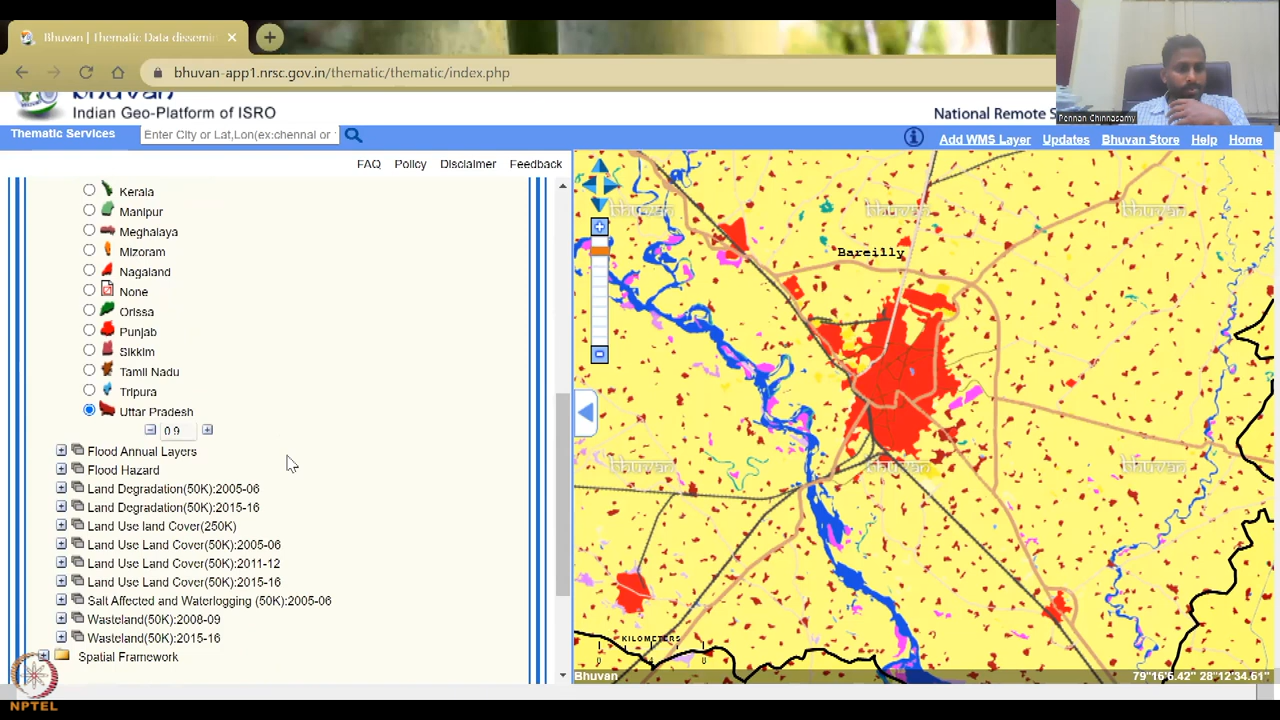 Bhuvan | Thematic Data dissemi
bhuvan-app1.nrsc.gov.in/thematic/thematic/index.php
Pennan Chinnasamy
Indian Geo-Platform of ISRO
National Remote S
Thematic Services
Enter City or Lat,Lon(ex:chennai or
Add WMS Layer Updates Bhuvan Store Help Home
FAQ Policy Disclaimer Feedback
Kerala
Manipur
Meghalaya
Mizoram
Nagaland
None
Orissa
Punjab
Sikkim
Tamil Nadu
Tripura
Uttar Pradesh
0.9
Flood Annual Layers
Flood Hazard
Land Degradation(50K):2005-06
Land Degradation(50K):2015-16
Land Use land Cover(250K)
Land Use Land Cover(50K):2005-06
Land Use Land Cover(50K):2011-12
Land Use Land Cover(50K):2015-16
Salt Affected and Waterlogging (50K):2005-06
Wasteland(50K):2008-09
Wasteland(50K):2015-16
Spatial Framework
Bareilly
bhuvan bhuvan bhuvan
bhuvan bhuvan bhuvan
KILOMETERS
Bhuvan
79°16'5.42" 28°12'34.61"
NPTEL